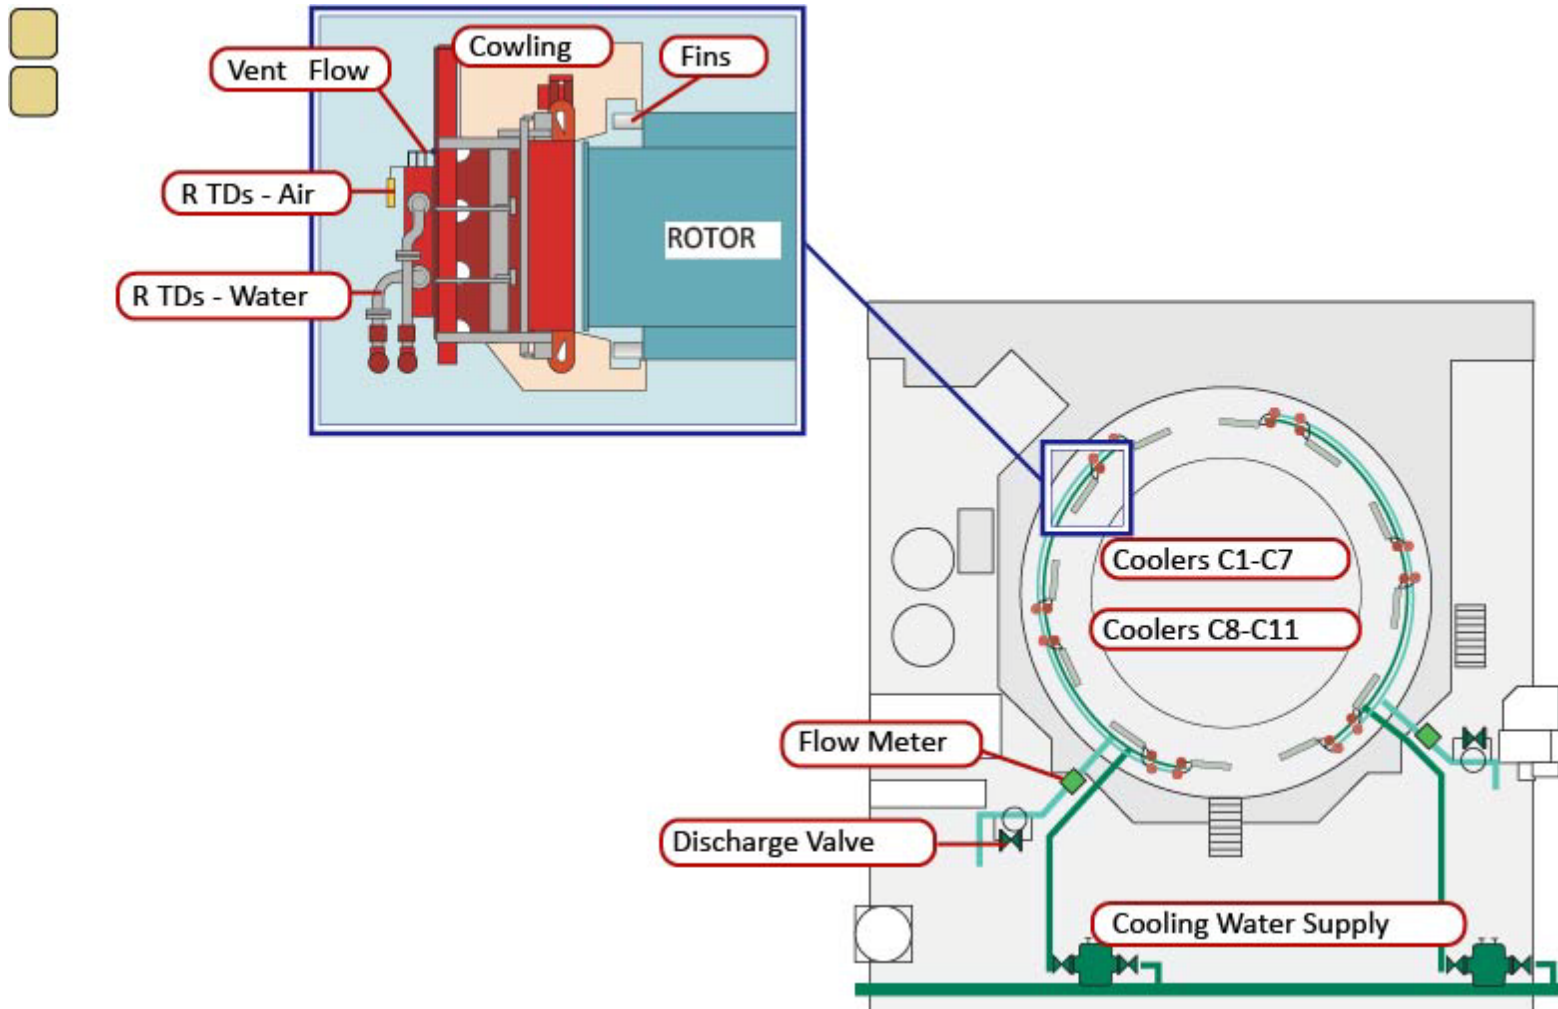 Cowling
Fins
Vent Flow
R TDs - Air
ROTOR
R TDs - Water
Coolers C1-C7
Coolers C8-C11
Flow Meter
Discharge Valve
Cooling Water Supply